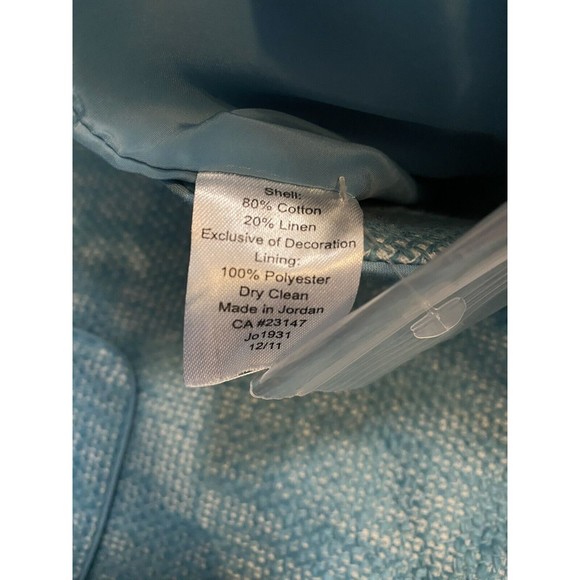 Shell:
80% Cotton
20% Linen
Exclusive of Decoration
Lining:
100% Polyester
Dry Clean
Made in Jordan
CA #23147
Jo1931
12/11